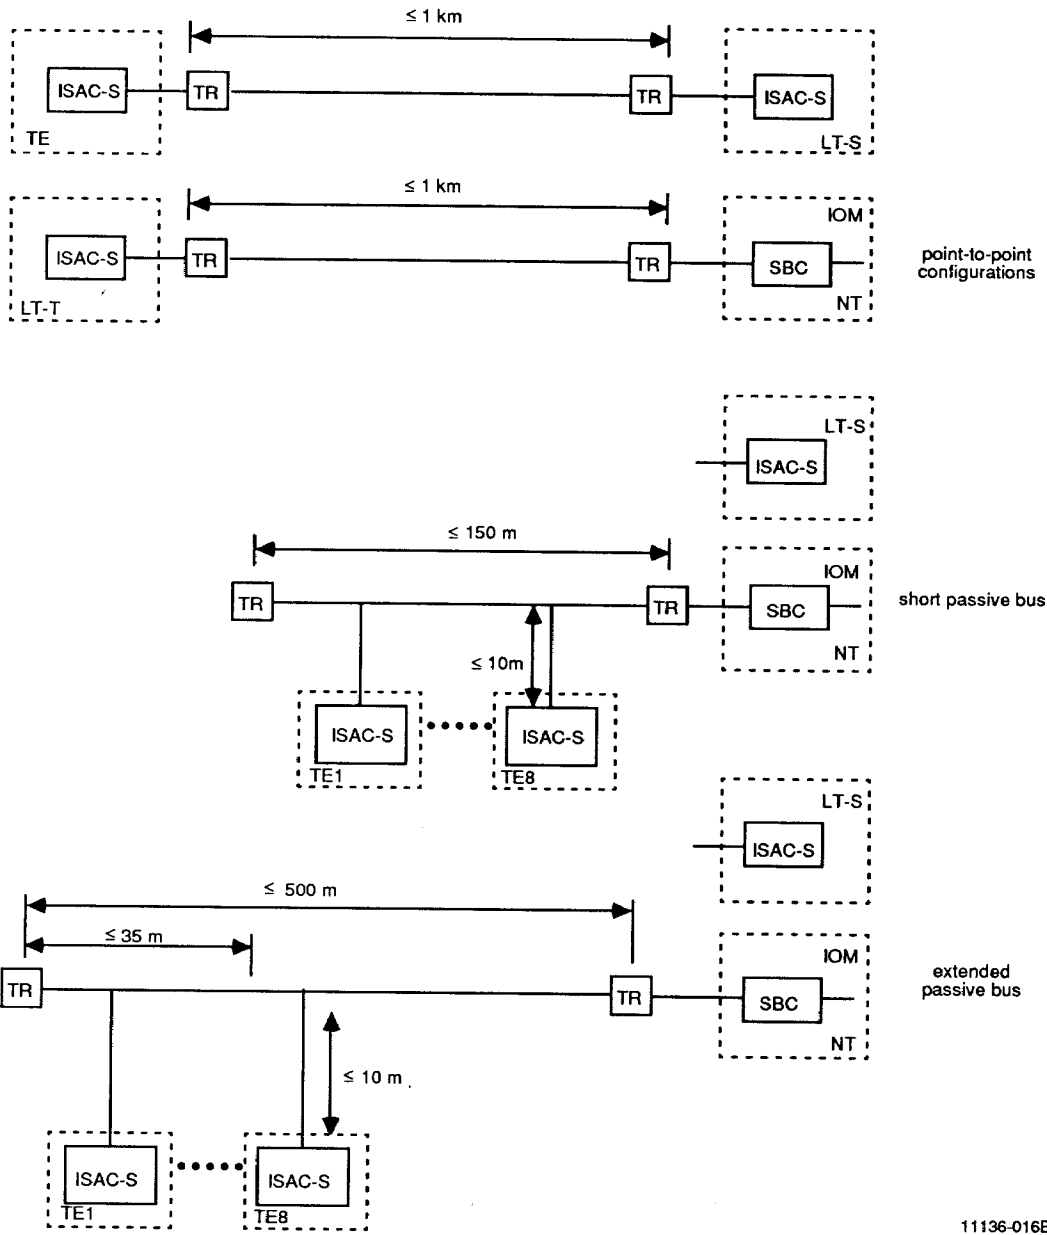 ≤ 1 km
ISAC-S
TR
TR
ISAC-S
TE
LT-S
≤ 1 km
IOM
ISAC-S
TR
TR
SBC
LT-T
NT
point-to-point
configurations
LT-S
ISAC-S
≤ 150 m
IOM
TR
TR
SBC
short passive bus
NT
≤ 10m
ISAC-S
ISAC-S
TE1
TE8
LT-S
ISAC-S
≤ 500 m
≤ 35 m
IOM
TR
TR
SBC
extended
passive bus
NT
≤ 10 m
ISAC-S
ISAC-S
TE1
TE8
11136-016B